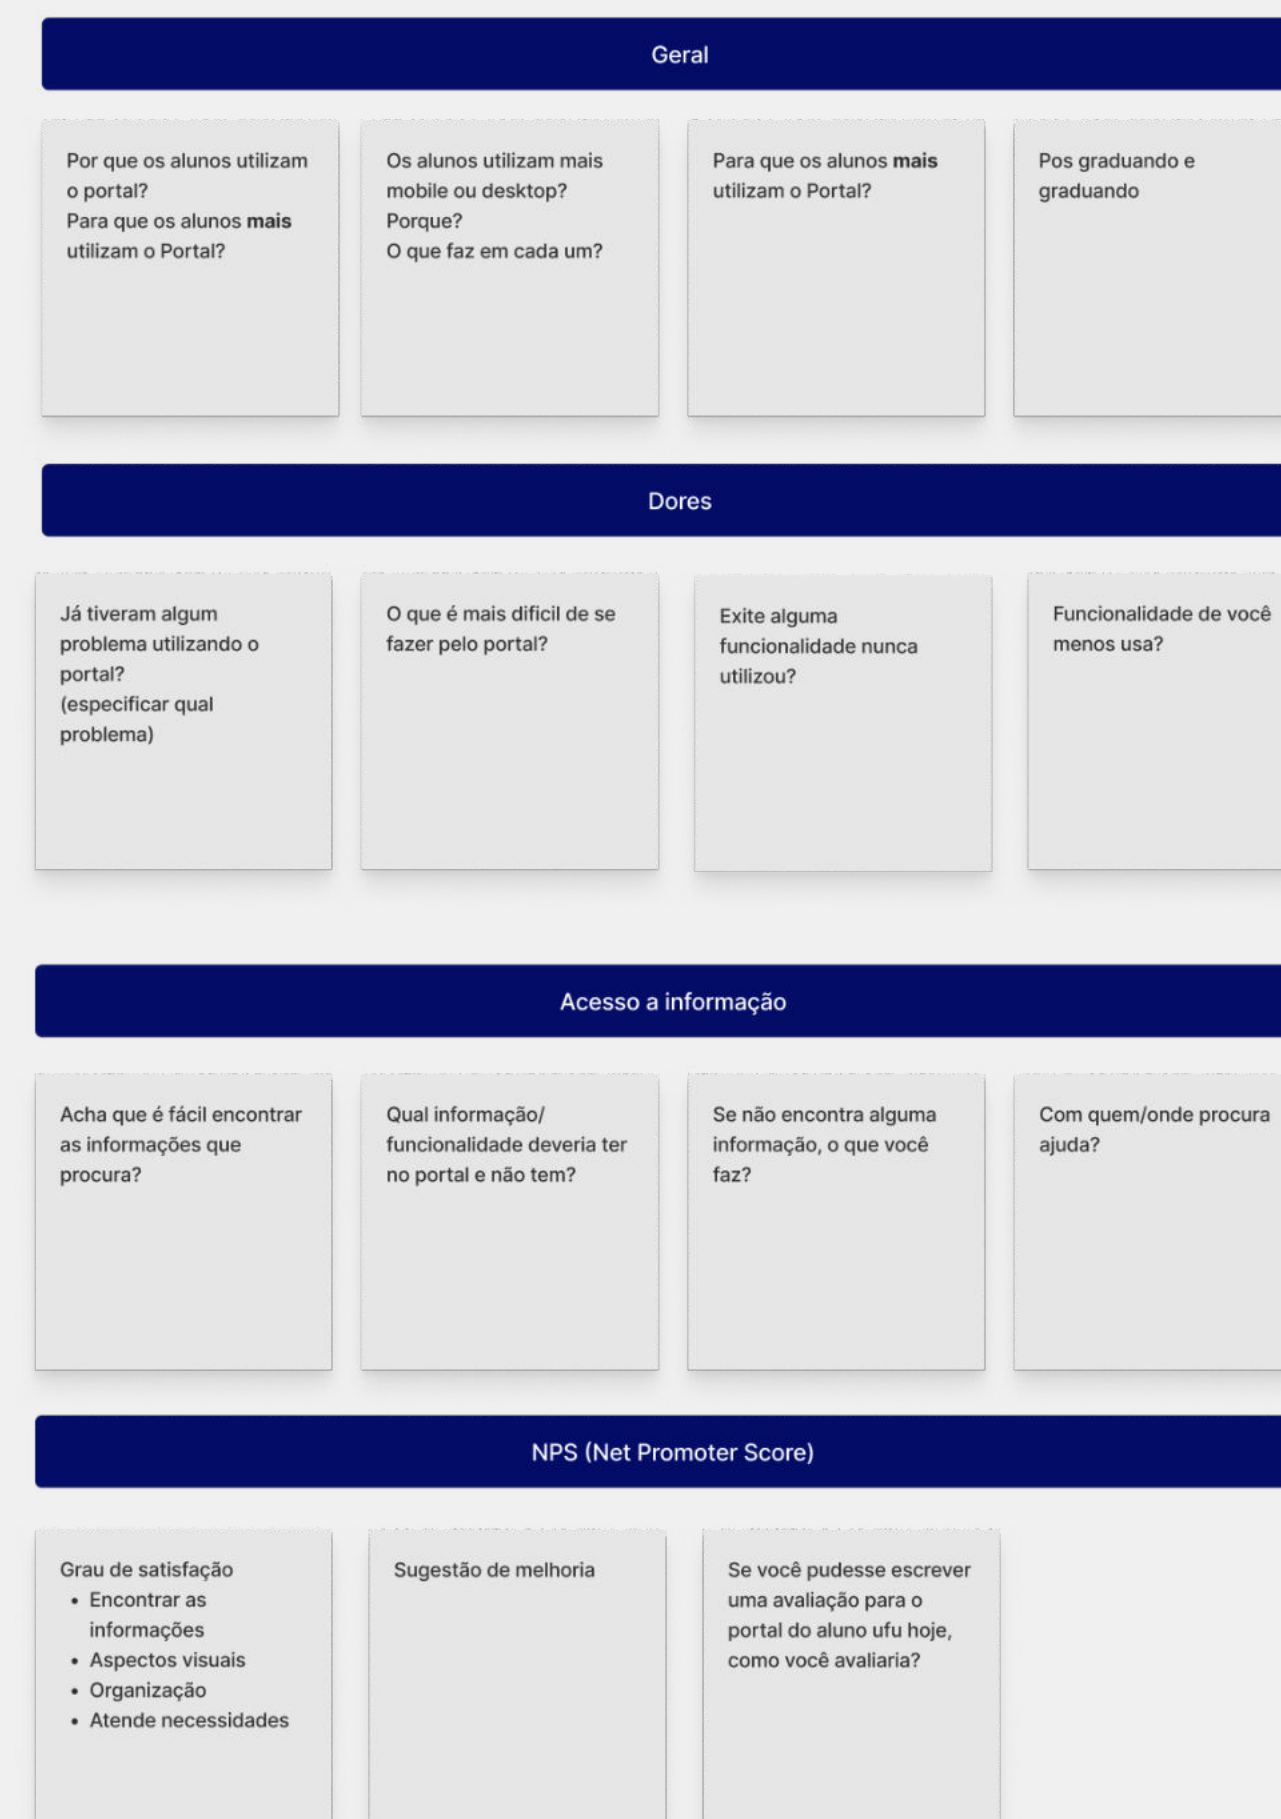 Geral
Por que os alunos utilizam
o portal?
Para que os alunos mais
utilizam o Portal?
Os alunos utilizam mais
mobile ou desktop?
Porque?
O que faz em cada um?
Para que os alunos mais
utilizam o Portal?
Pos graduando e
graduando
Dores
Já tiveram algum
problema utilizando o
portal?
(especificar qual
problema)
O que é mais dificil de se
fazer pelo portal?
Exite alguma
funcionalidade nunca
utilizou?
Funcionalidade de você
menos usa?
Acesso a informação
Acha que é fácil encontrar
as informações que
procura?
Qual informação/
funcionalidade deveria ter
no portal e não tem?
Se não encontra alguma
informação, o que você
faz?
Com quem/onde procura
ajuda?
NPS (Net Promoter Score)
Grau de satisfação
• Encontrar as
informações
• Aspectos visuais
• Organização
• Atende necessidades
Sugestão de melhoria
Se você pudesse escrever
uma avaliação para o
portal do aluno ufu hoje,
como você avaliaria?